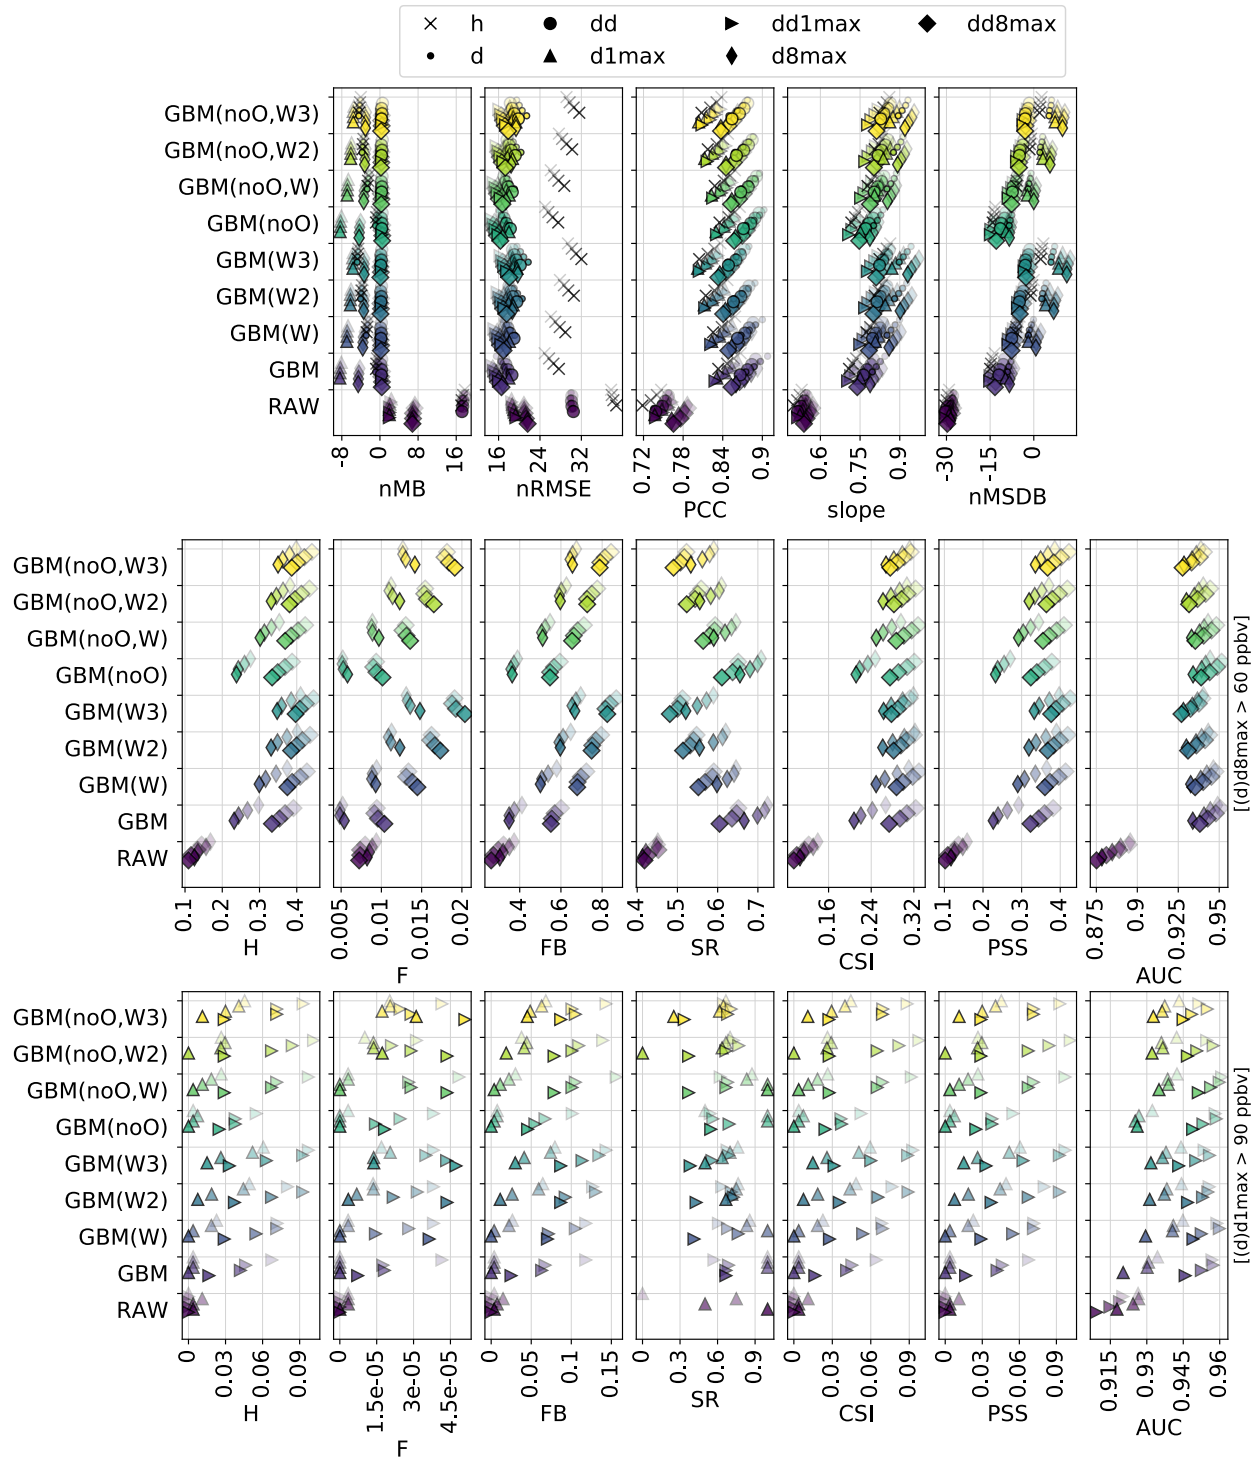 h dd dd1max dd8max
d d1max d8max
GBM(noO,W3)
GBM(noO,W2)
GBM(noO,W)
GBM(noO)
GBM(W3)
GBM(W2)
GBM(W)
GBM
RAW
-8 0 8 16 16 24 32 0.72 0.78 0.84 0.9 0.6 0.75 0.9 -30 -15 0
nMB nRMSE PCC slope nMSDB
GBM(noO,W3)
GBM(noO,W2)
GBM(noO,W)
GBM(noO)
GBM(W3)
GBM(W2)
GBM(W)
GBM
RAW
[(d)d8max > 60 ppbv]
0.1 0.2 0.3 0.4 0.005 0.01 0.015 0.02 0.4 0.6 0.8 0.4 0.5 0.6 0.7 0.16 0.24 0.32 0.1 0.2 0.3 0.4 0.875 0.9 0.925 0.95
H F FB SR CSI PSS AUC
GBM(noO,W3)
GBM(noO,W2)
GBM(noO,W)
GBM(noO)
GBM(W3)
GBM(W2)
GBM(W)
GBM
RAW
[(d)d1max > 90 ppbv]
0 0.03 0.06 0.09 0 1.5e-05 3e-05 4.5e-05 0 0.05 0.1 0.15 0 0.3 0.6 0.9 0 0.03 0.06 0.09 0 0.03 0.06 0.09 0.915 0.93 0.945 0.96
H F FB SR CSI PSS AUC